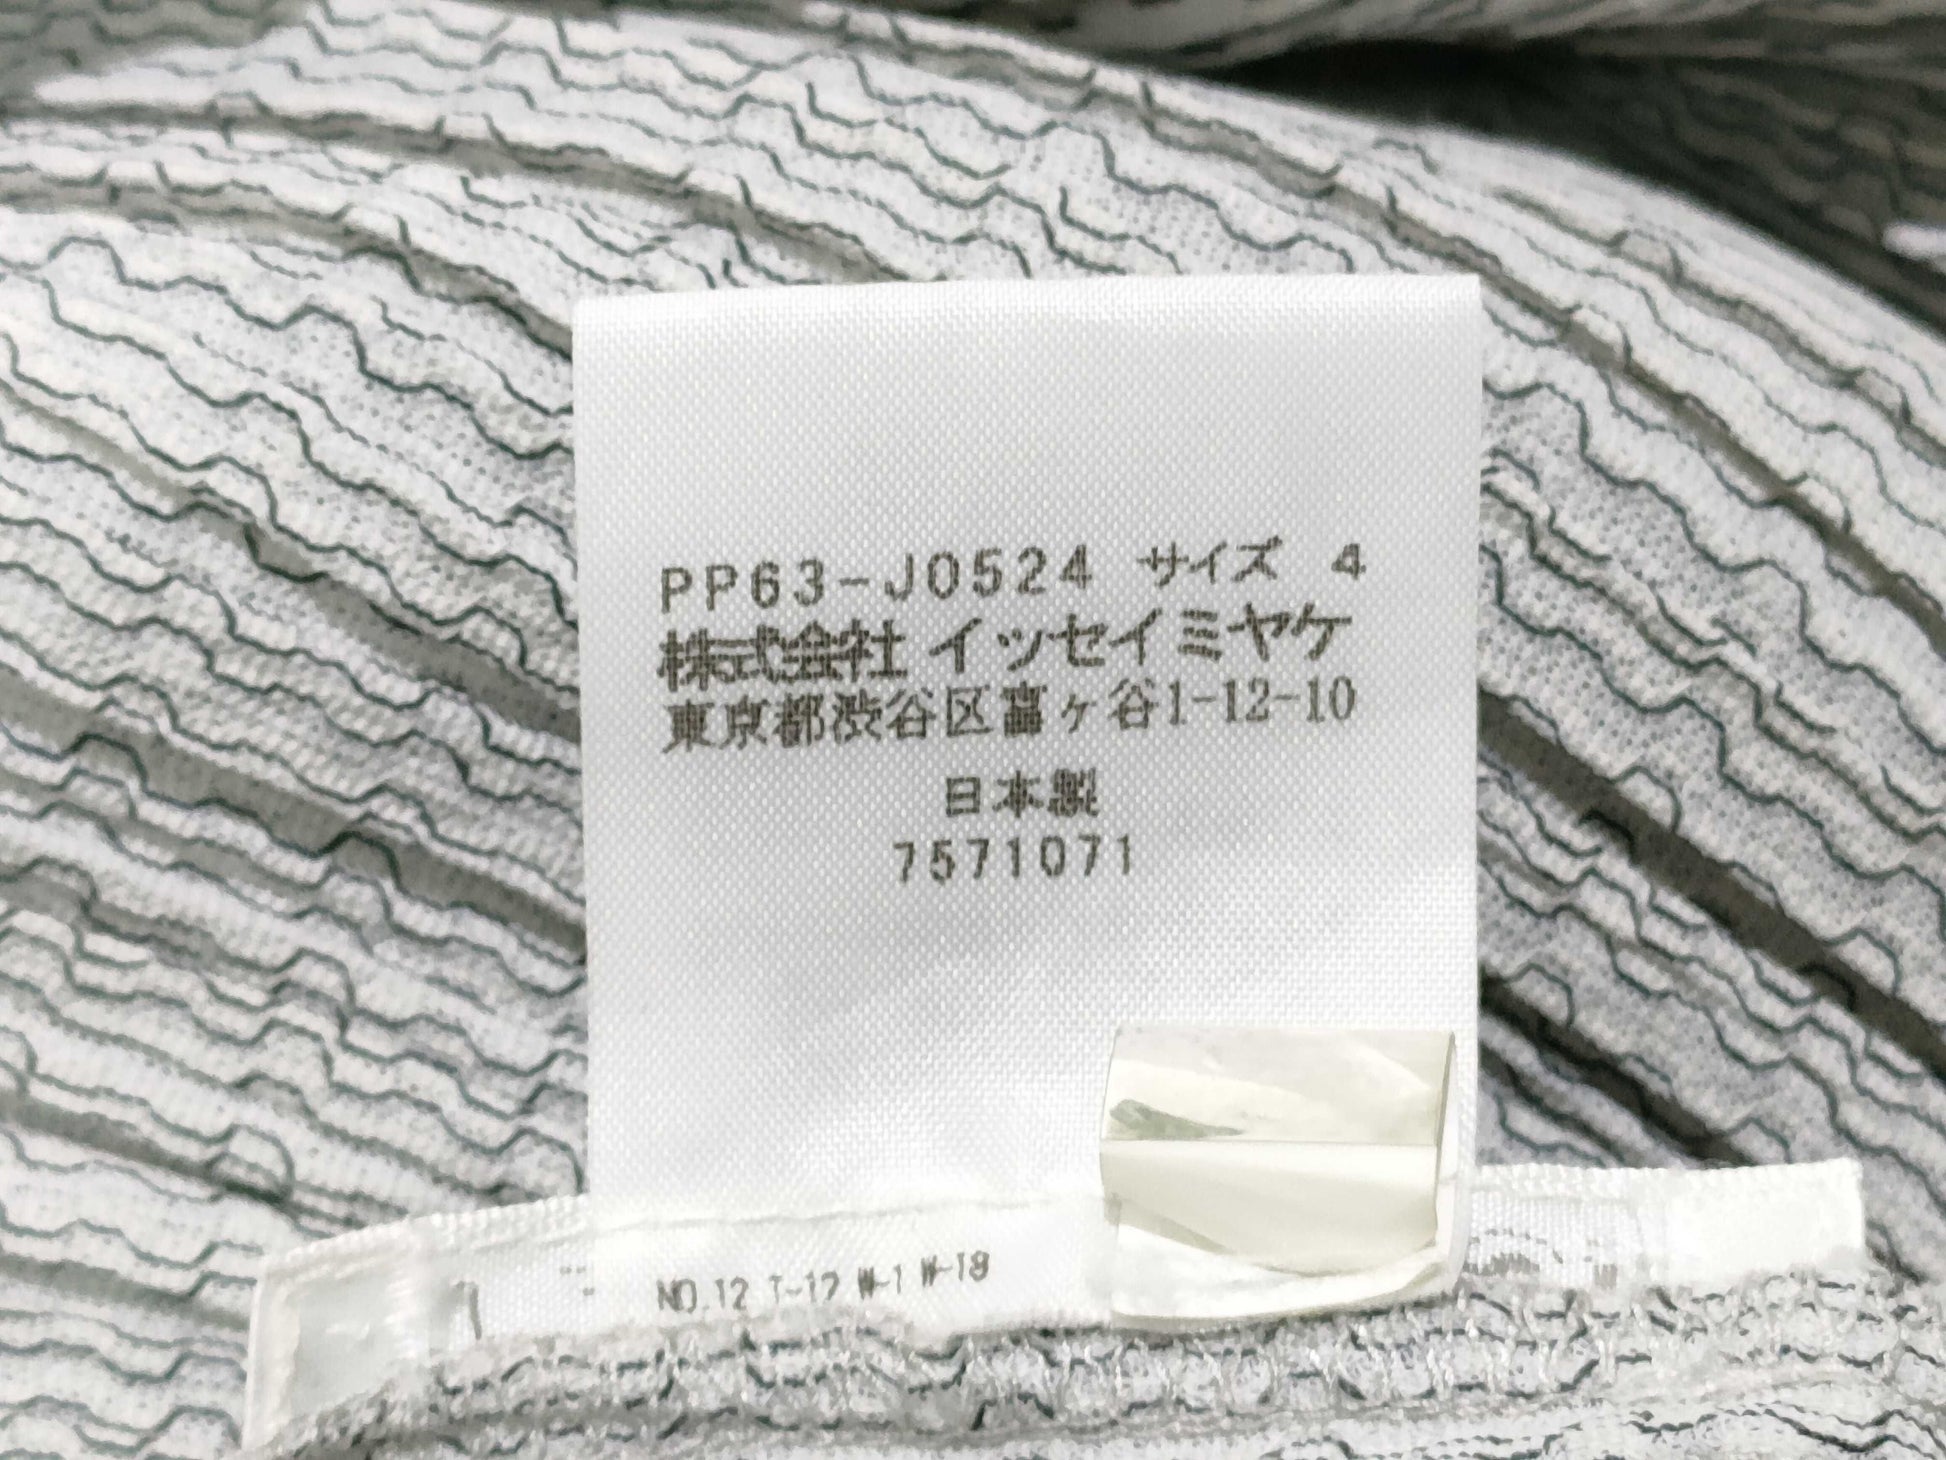 PP63-J0524 サイズ 4
株式会社 イッセイミヤケ
東京都渋谷区富ヶ谷1-12-10
日本製
7571071
NO.12 T-12 W-1 W-18